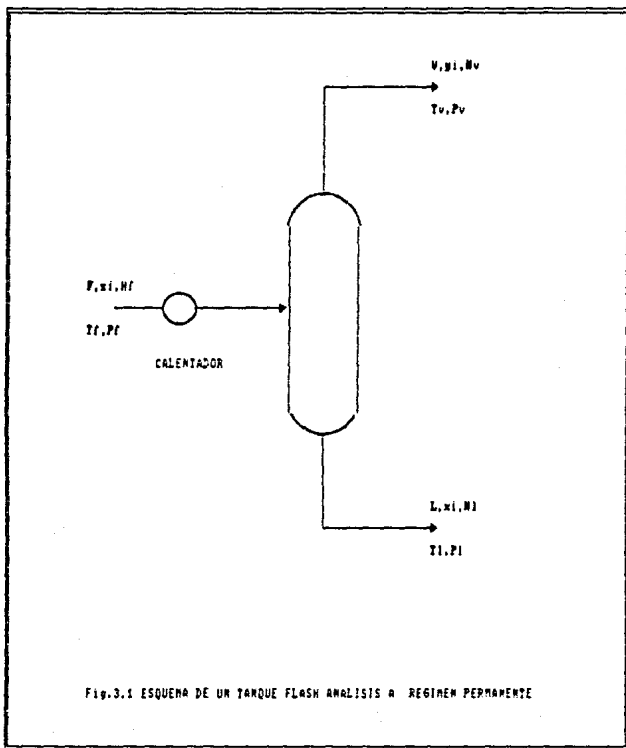 V,yi,Hv
Tv,Pv
F,zi,Hf
Tf,Pf
CALENTADOR
L,xi,Hl
Tl,Pl
Fig.3.1 ESQUEMA DE UN TANQUE FLASH ANALISIS A REGIMEN PERMANENTE